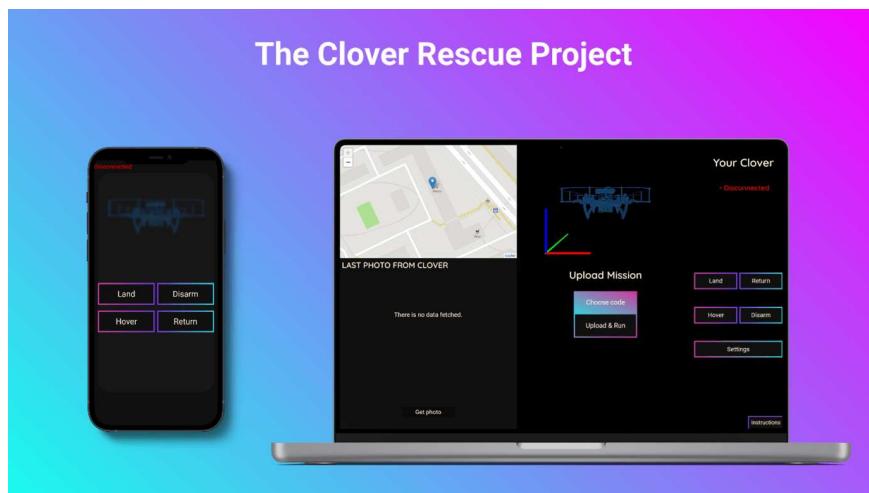 The Clover Rescue Project
Disconnected
Land
Disarm
Hover
Return
+
−
LAST PHOTO FROM CLOVER
There is no data fetched.
Get photo
Your Clover
• Disconnected
Upload Mission
Choose code
Upload & Run
Land
Return
Hover
Disarm
Settings
Instructions